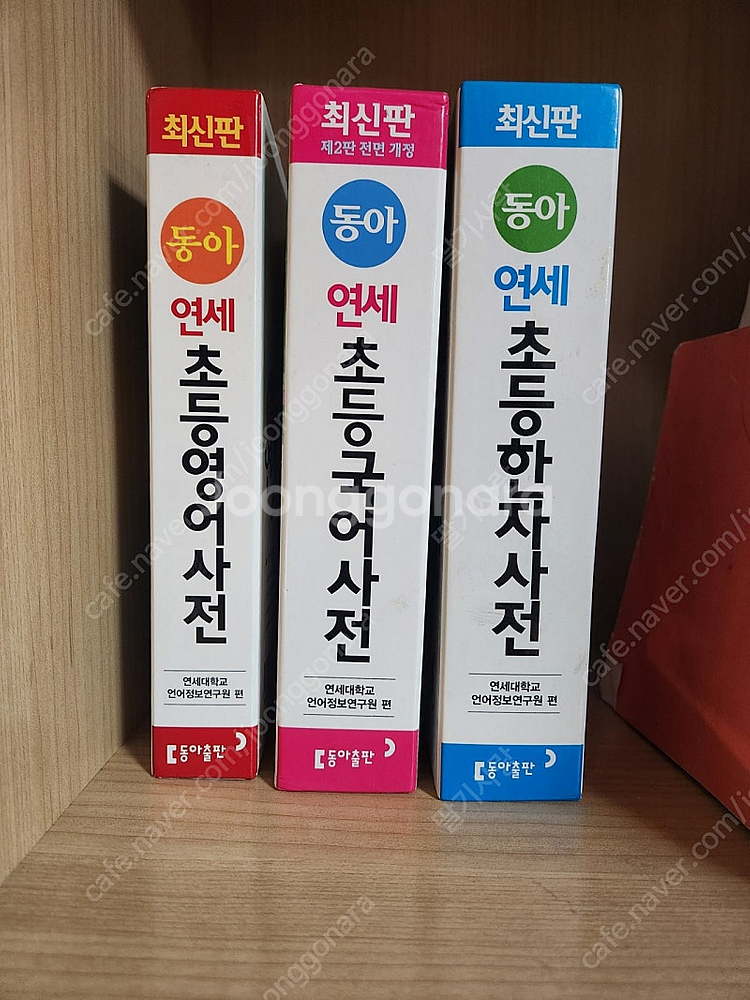 최신판
동아
연세
초등영어사전
연세대학교
언어정보연구원 편
동아출판
최신판
제2판 전면 개정
동아
연세
초등국어사전
연세대학교
언어정보연구원 편
동아출판
최신판
동아
연세
초등한자사전
연세대학교
언어정보연구원 편
동아출판
joonggonara
cafe.naver.com/joonggonara